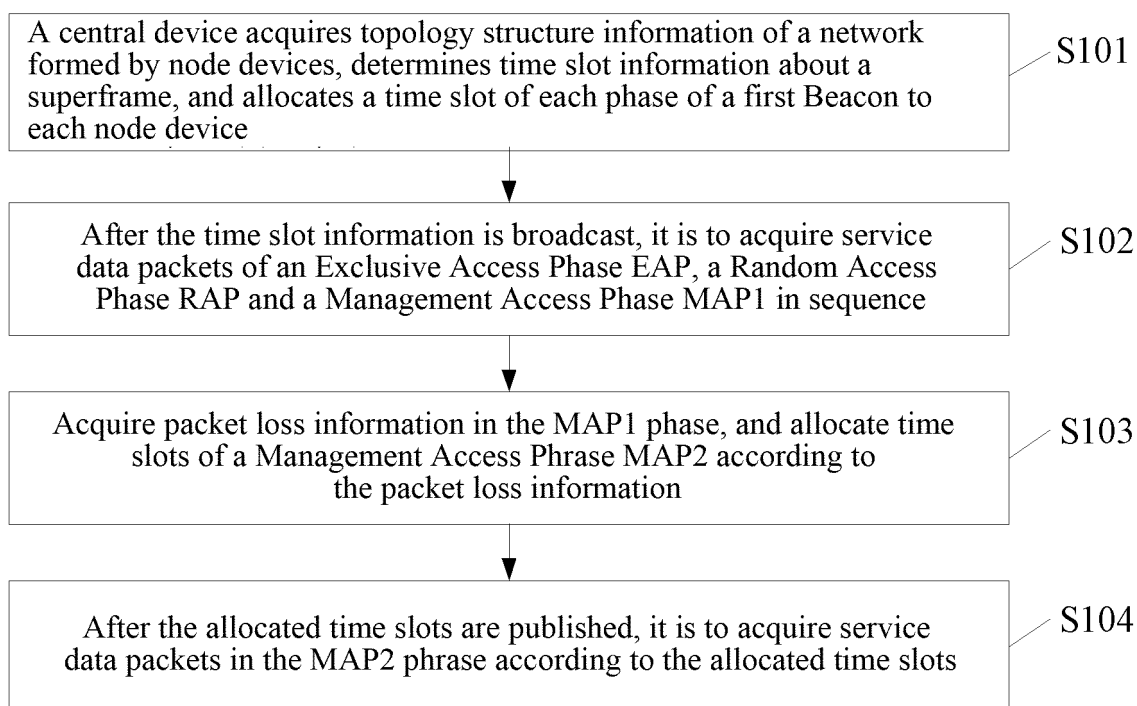 A central device acquires topology structure information of a network
formed by node devices, determines time slot information about a
superframe, and allocates a time slot of each phase of a first Beacon to
each node device
S101
After the time slot information is broadcast, it is to acquire service
data packets of an Exclusive Access Phase EAP, a Random Access
Phase RAP and a Management Access Phase MAP1 in sequence
S102
Acquire packet loss information in the MAP1 phase, and allocate time
slots of a Management Access Phrase MAP2 according to
the packet loss information
S103
After the allocated time slots are published, it is to acquire service
data packets in the MAP2 phrase according to the allocated time slots
S104